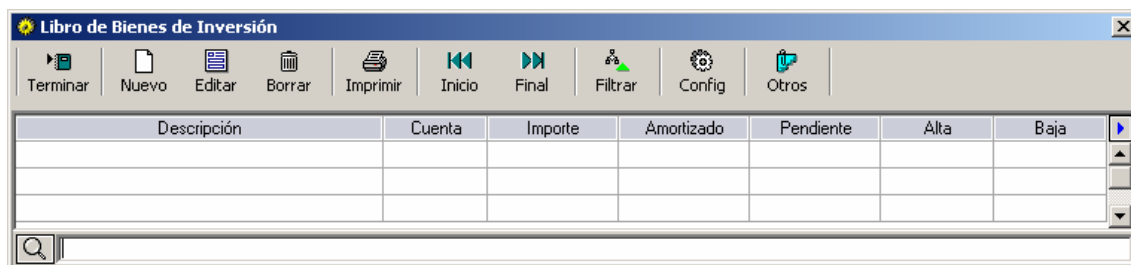 Libro de Bienes de Inversión
Terminar Nuevo Editar Borrar Imprimir Inicio Final Filtrar Config Otros
Descripción Cuenta Importe Amortizado Pendiente Alta Baja